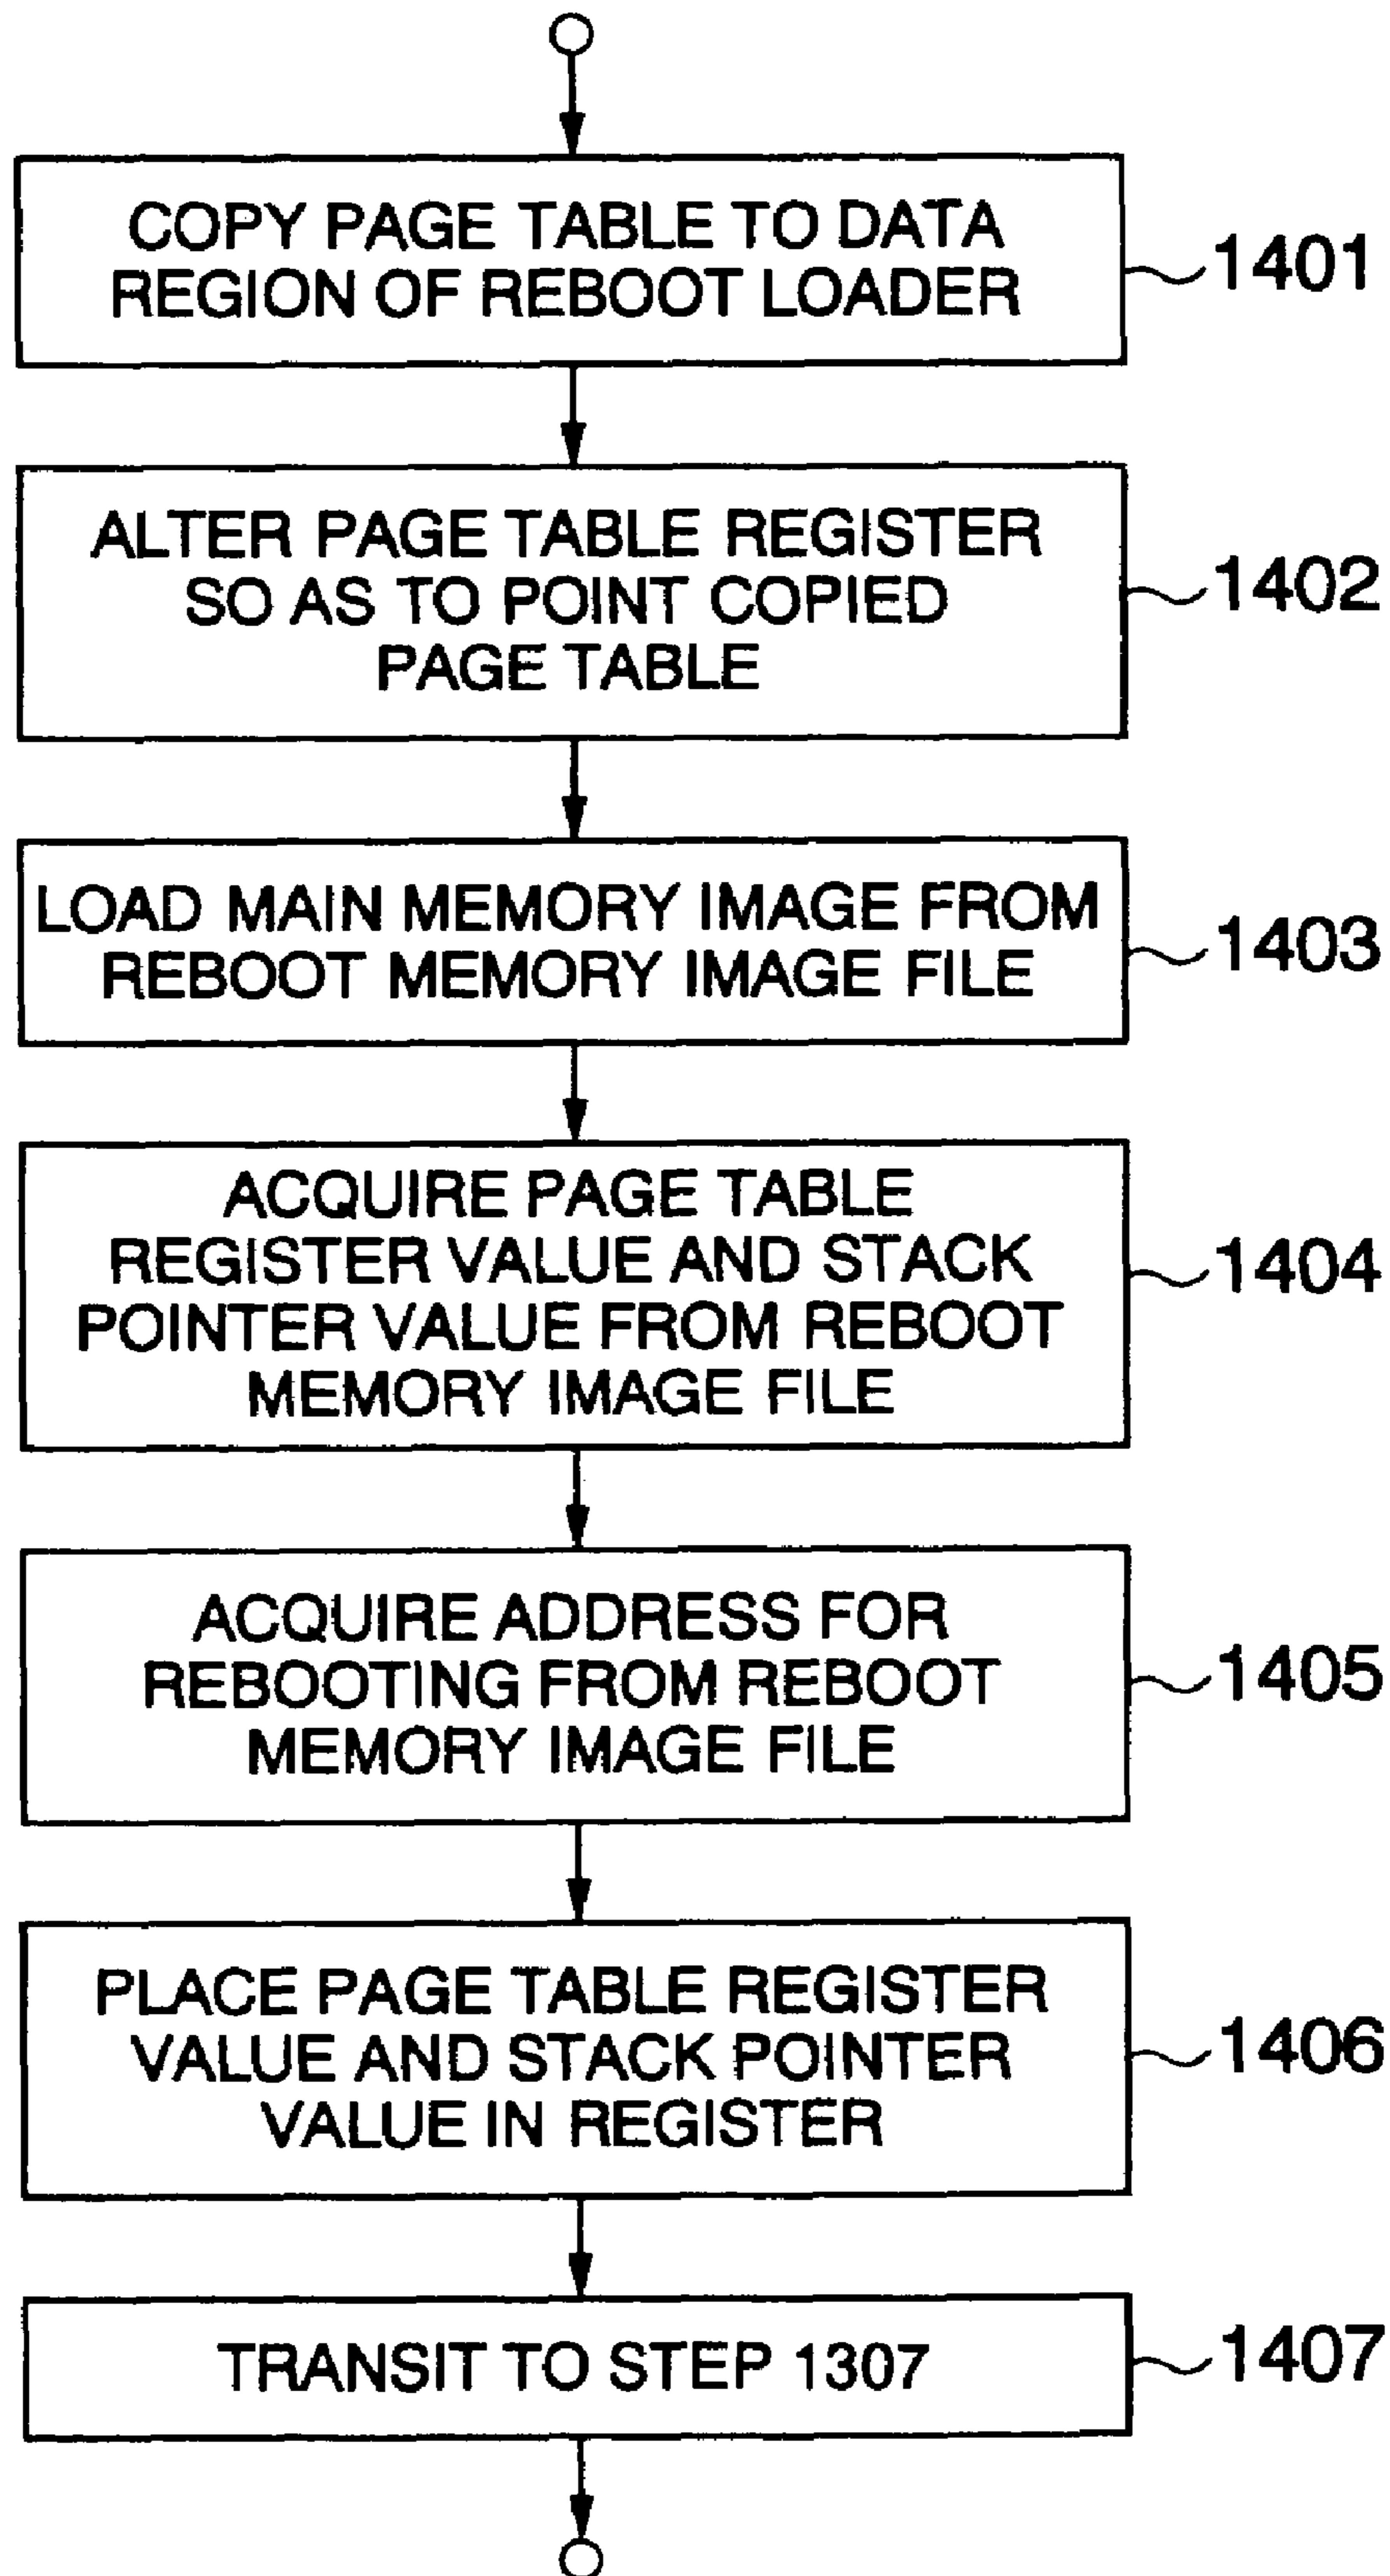 COPY PAGE TABLE TO DATA
REGION OF REBOOT LOADER
1401
ALTER PAGE TABLE REGISTER
SO AS TO POINT COPIED
PAGE TABLE
1402
LOAD MAIN MEMORY IMAGE FROM
REBOOT MEMORY IMAGE FILE
1403
ACQUIRE PAGE TABLE
REGISTER VALUE AND STACK
POINTER VALUE FROM REBOOT
MEMORY IMAGE FILE
1404
ACQUIRE ADDRESS FOR
REBOOTING FROM REBOOT
MEMORY IMAGE FILE
1405
PLACE PAGE TABLE REGISTER
VALUE AND STACK POINTER
VALUE IN REGISTER
1406
TRANSIT TO STEP 1307
1407